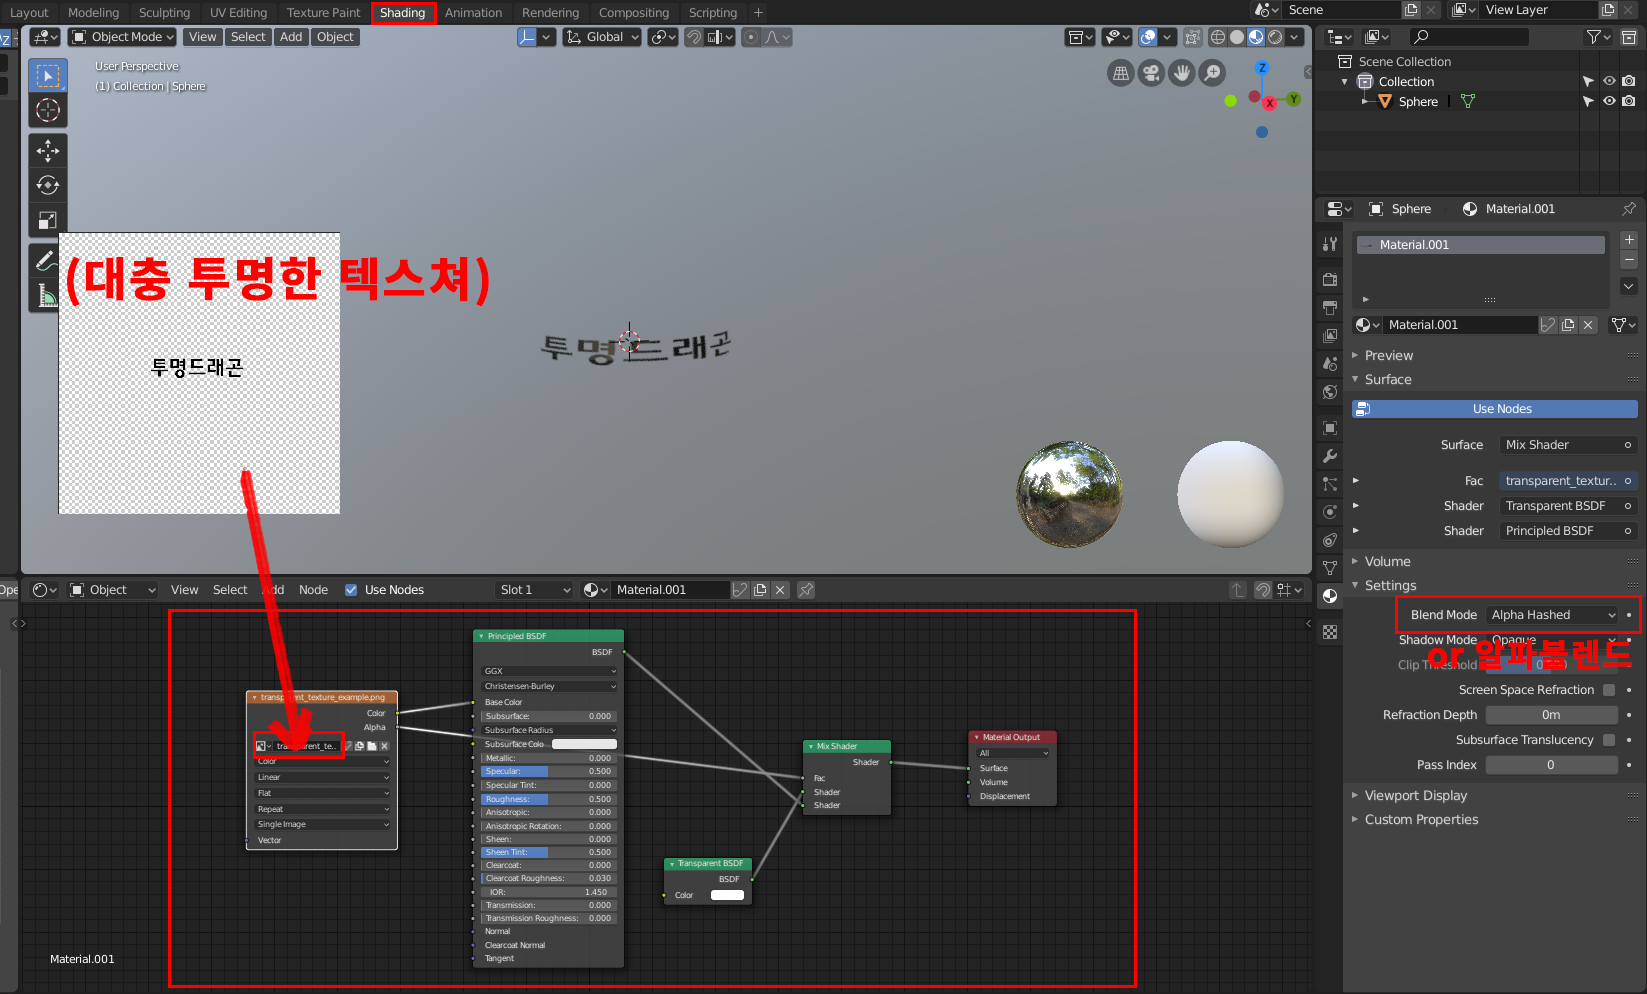 Layout Modeling Sculpting UV Editing Texture Paint Shading Animation Rendering Compositing Scripting +
Scene
View Layer
Object Mode View Select Add Object
Global
User Perspective
(1) Collection | Sphere
Z
Y
X
(대충 투명한 텍스쳐)
투명드래곤
투명드래곤
Scene Collection
Collection
Sphere
Sphere Material.001
Material.001
Material.001
Preview
Surface
Use Nodes
Surface Mix Shader
Fac transparent_textur..
Shader Transparent BSDF
Shader Principled BSDF
Volume
Settings
Blend Mode Alpha Hashed
Shadow Mode Opaque
or 알파블렌드
Clip Threshold
Screen Space Refraction
Refraction Depth 0m
Subsurface Translucency
Pass Index 0
Viewport Display
Custom Properties
Object View Select Add Node Use Nodes Slot 1 Material.001
transparent_texture_example.png
Color
Alpha
transparent_te..
Color
Linear
Flat
Repeat
Single Image
Vector
Principled BSDF
BSDF
GGX
Christensen-Burley
Base Color
Subsurface: 0.000
Subsurface Radius
Subsurface Colo
Metallic: 0.000
Specular: 0.500
Specular Tint: 0.000
Roughness: 0.500
Anisotropic: 0.000
Anisotropic Rotation: 0.000
Sheen: 0.000
Sheen Tint: 0.500
Clearcoat: 0.000
Clearcoat Roughness: 0.030
IOR: 1.450
Transmission: 0.000
Transmission Roughness: 0.000
Normal
Clearcoat Normal
Tangent
Transparent BSDF
BSDF
Color
Mix Shader
Shader
Fac
Shader
Shader
Material Output
All
Surface
Volume
Displacement
Material.001